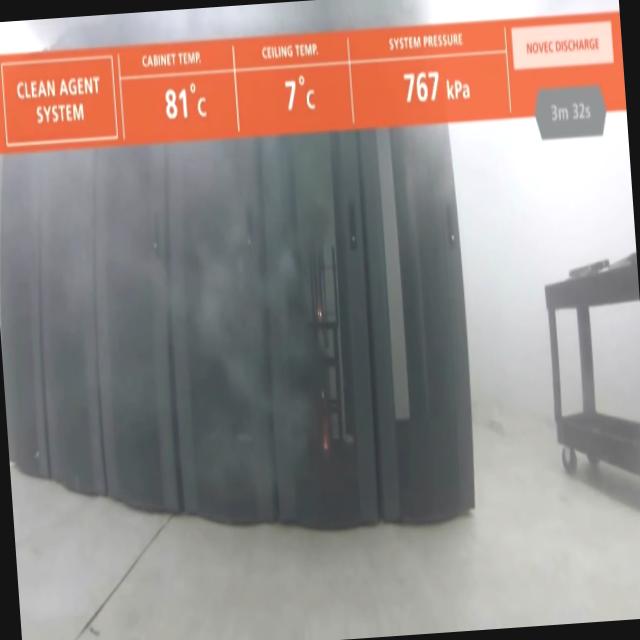 CLEAN AGENT
SYSTEM
CABINET TEMP.
81°C
CEILING TEMP.
7°C
SYSTEM PRESSURE
767 kPa
NOVEC DISCHARGE
3m 32s